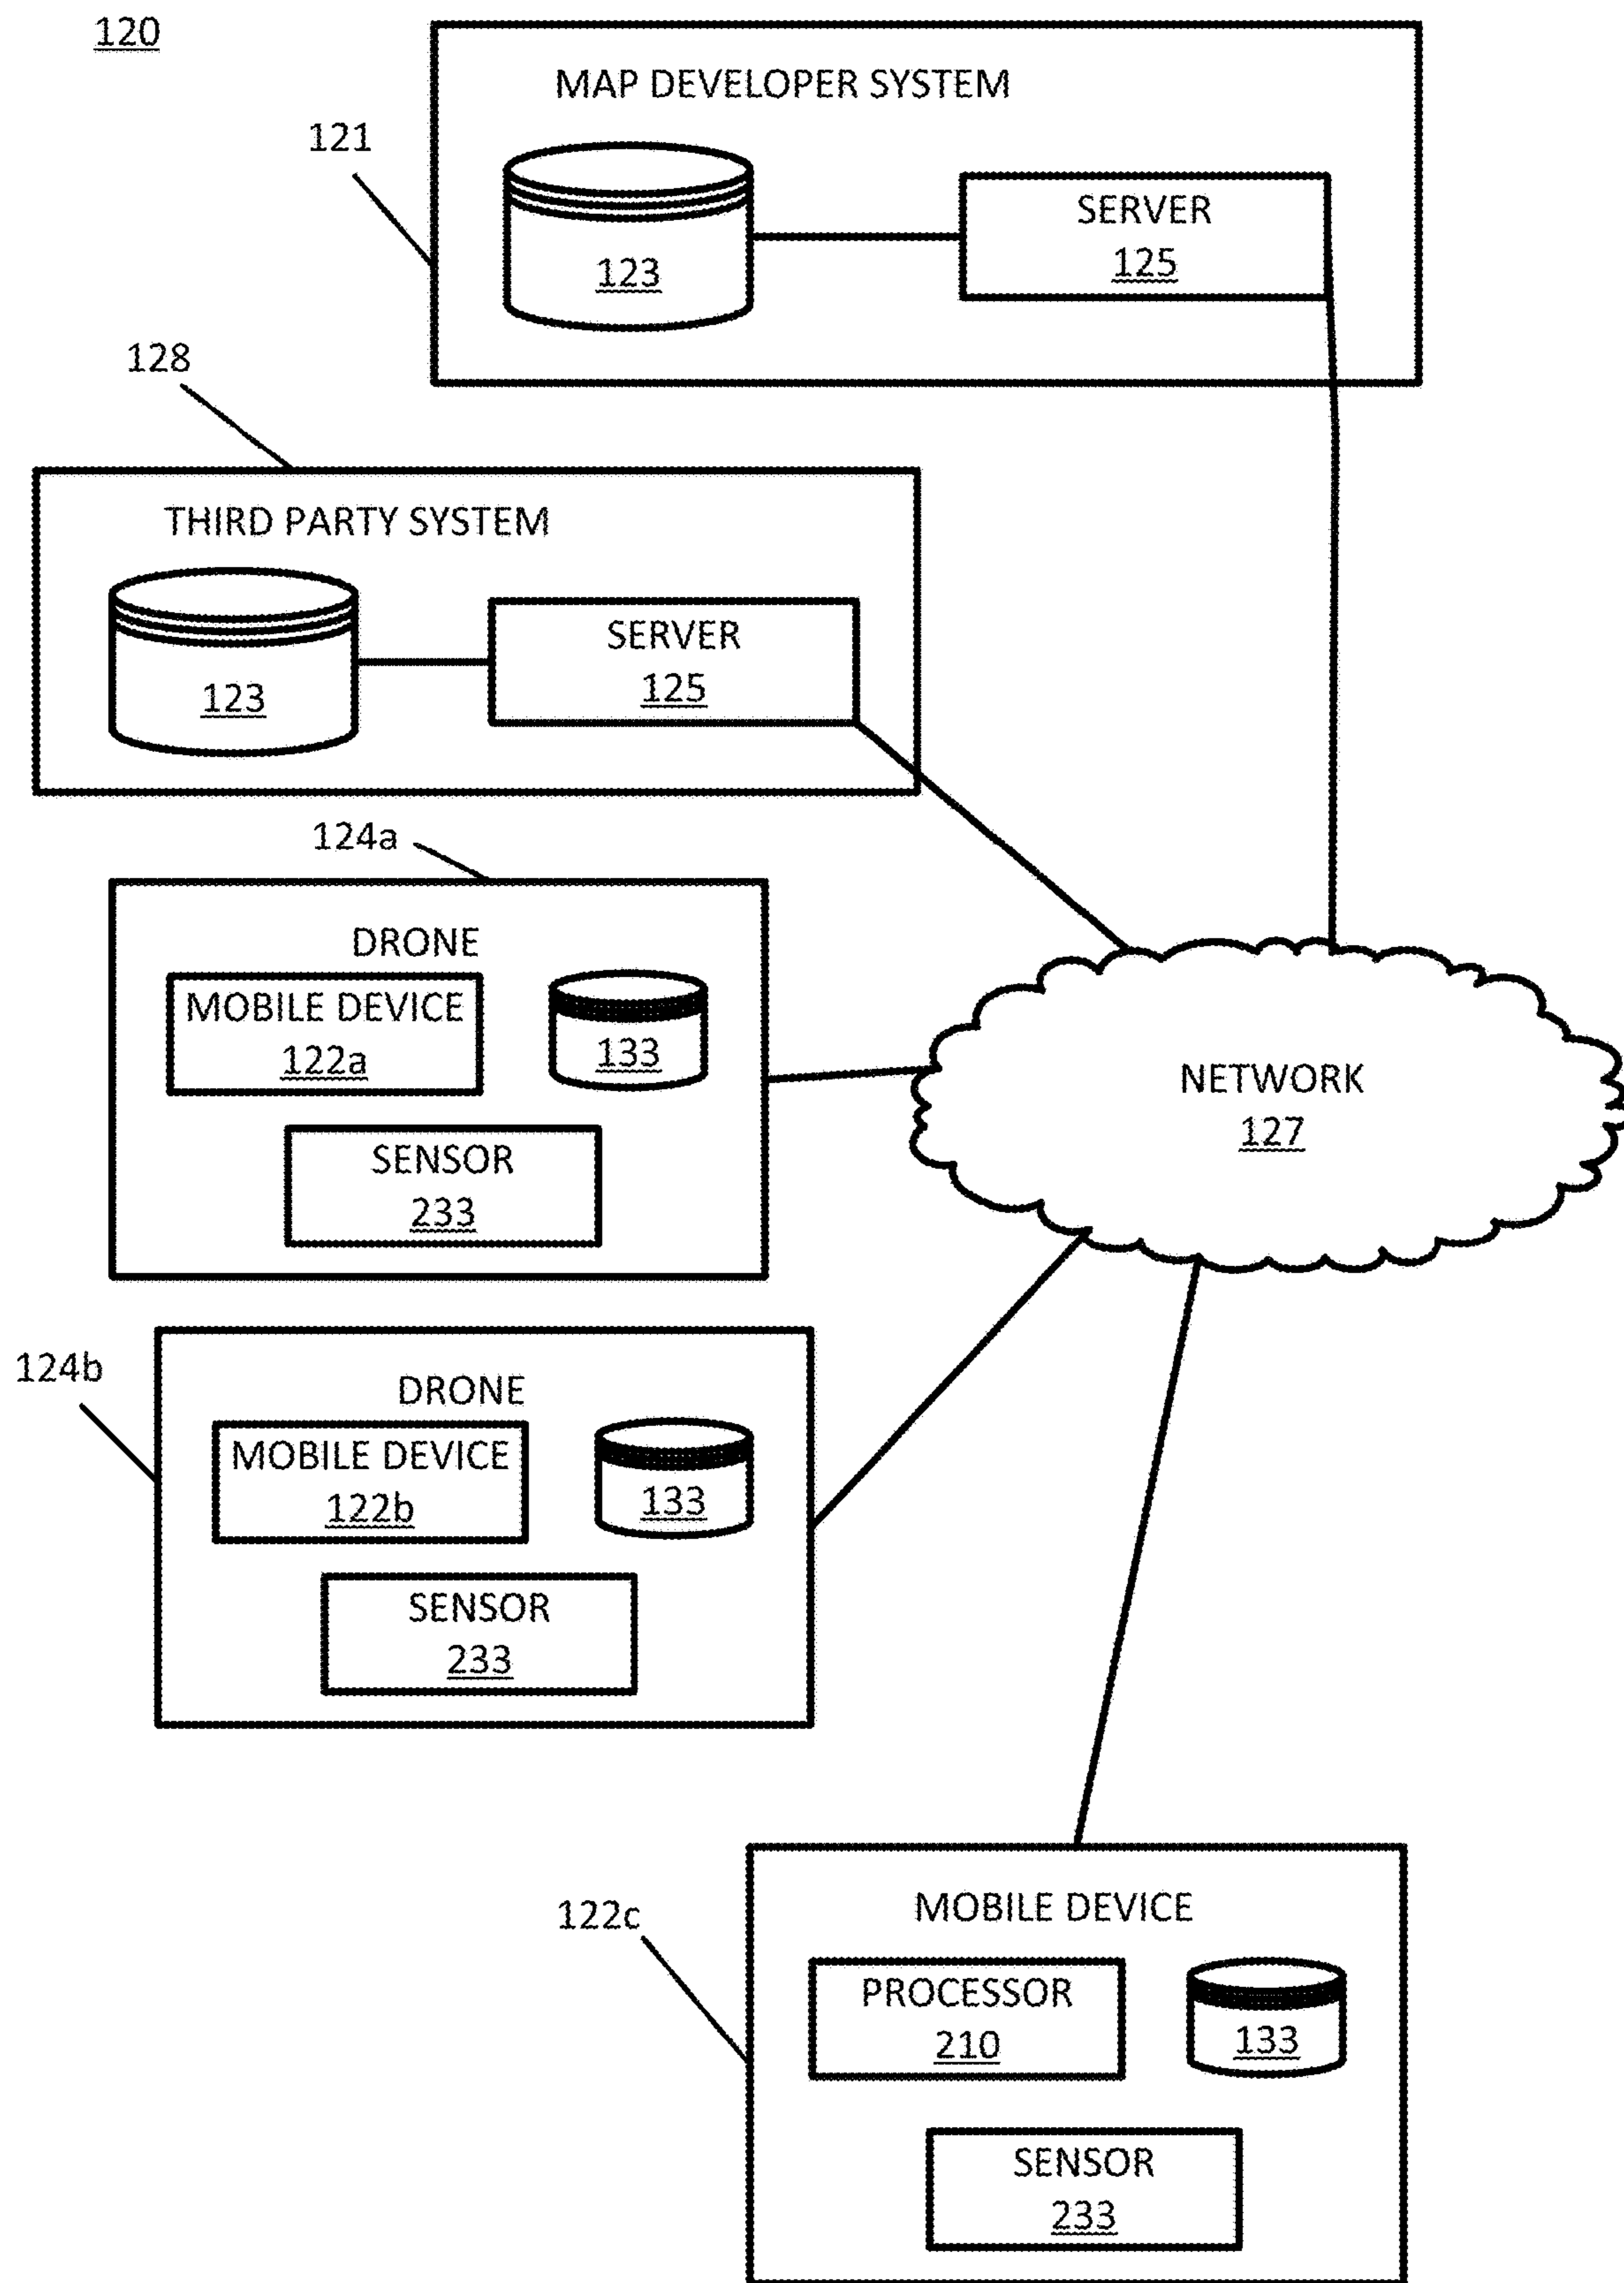 120
MAP DEVELOPER SYSTEM
121
SERVER
123
125
128
THIRD PARTY SYSTEM
SERVER
123
125
124a
DRONE
MOBILE DEVICE
122a
133
SENSOR
233
NETWORK
127
124b
DRONE
MOBILE DEVICE
122b
133
SENSOR
233
122c
MOBILE DEVICE
PROCESSOR
210
133
SENSOR
233